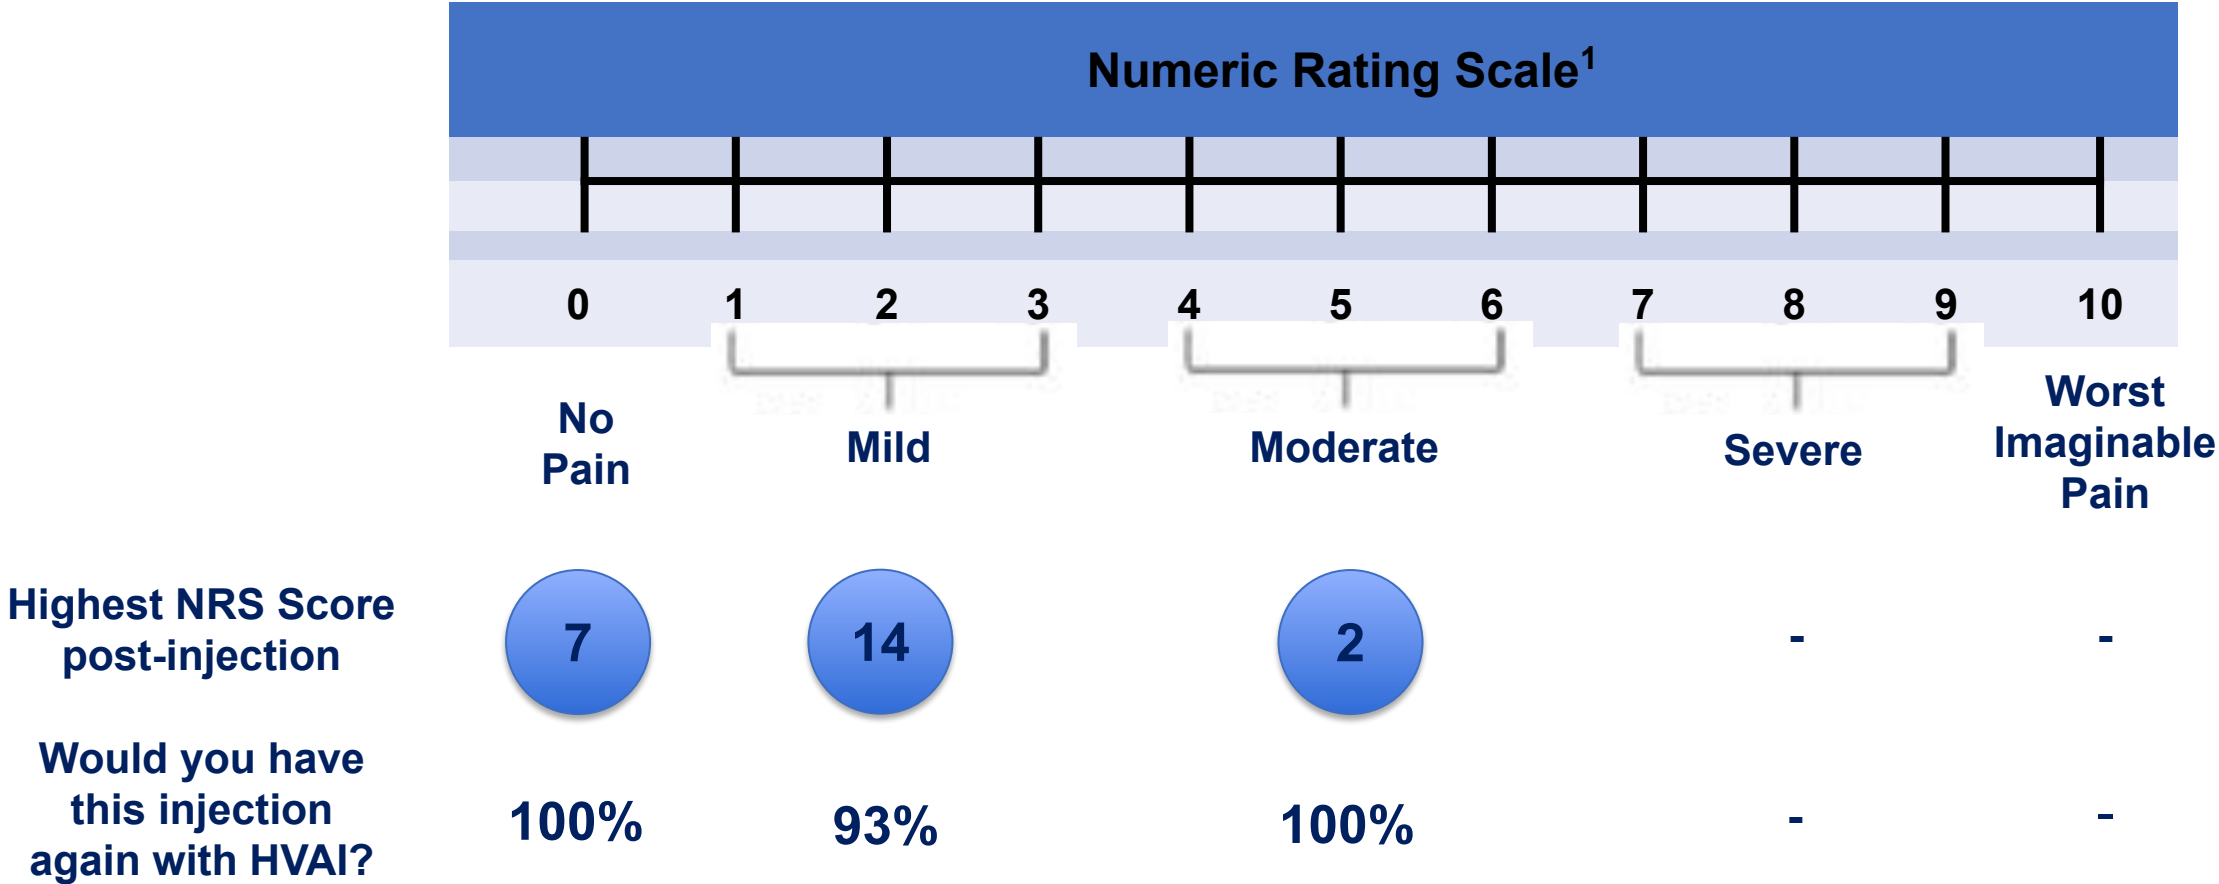 Numeric Rating Scale¹
0 1 2 3 4 5 6 7 8 9 10
No
Pain
Mild
Moderate
Severe
Worst
Imaginable
Pain
Highest NRS Score
post-injection
7 14 2 - -
Would you have
this injection
again with HVAI?
100% 93% 100% - -